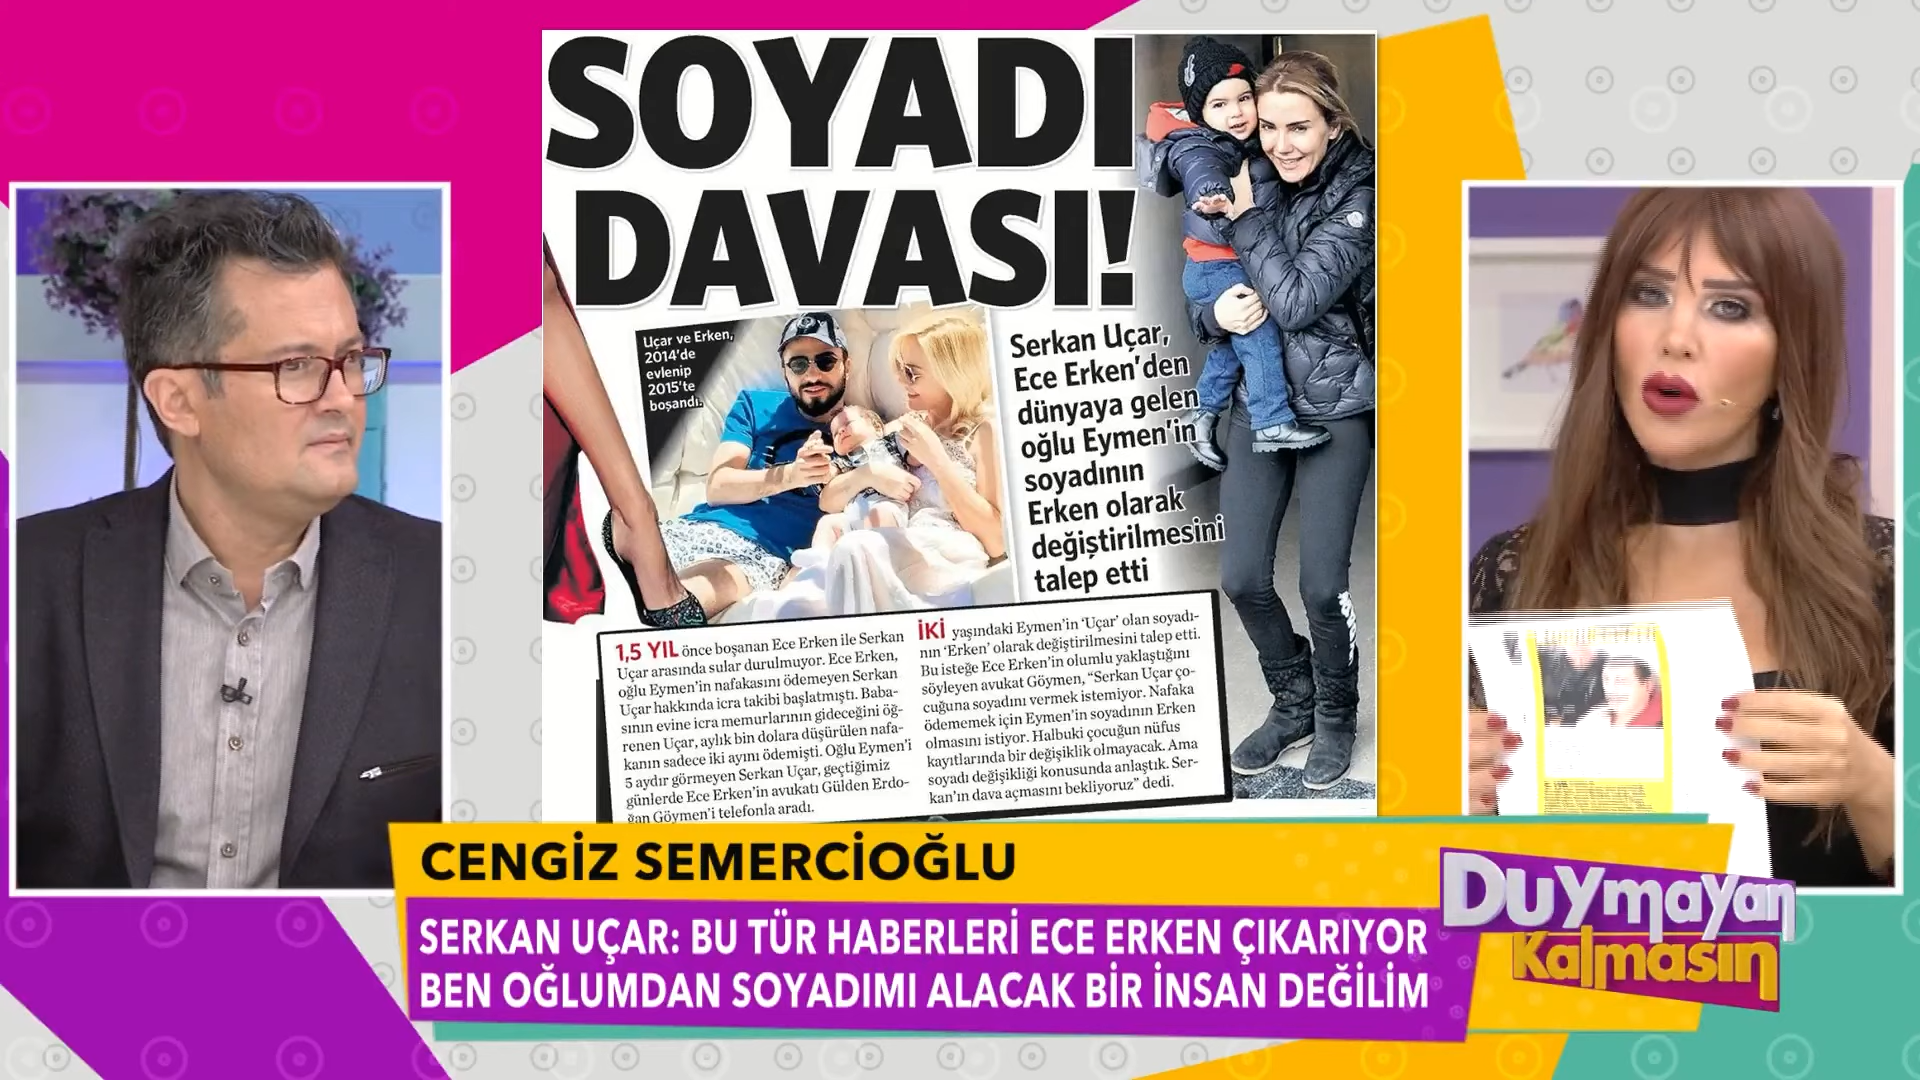 SOYADI
DAVASI!
Uçar ve Erken,
2014'de
evlenip
2015'te
boşandı.
Serkan Uçar,
Ece Erken'den
dünyaya gelen
oğlu Eymen'in
soyadının
Erken olarak
değiştirilmesini
talep etti
1,5 YIL önce boşanan Ece Erken ile Serkan
Uçar arasında sular durulmuyor. Ece Erken,
oğlu Eymen'in nafakasını ödemeyen Serkan
Uçar hakkında icra takibi başlatmıştı. Baba-
sının evine icra memurlarının gideceğini öğ-
renen Uçar, aylık bin dolara düşürülen nafa-
kanın sadece iki ayını ödemişti. Oğlu Eymen'i
5 aydır görmeyen Serkan Uçar, geçtiğimiz
günlerde Ece Erken'in avukatı Gülden Erdo-
ğan Göymen'i telefonla aradı.
İKİ yaşındaki Eymen'in 'Uçar' olan soyadı-
nın 'Erken' olarak değiştirilmesini talep etti.
Bu isteğe Ece Erken'in olumlu yaklaştığını
söyleyen avukat Göymen, "Serkan Uçar ço-
cuğuna soyadını vermek istemiyor. Nafaka
ödememek için Eymen'in soyadının Erken
olmasını istiyor. Halbuki çocuğun nüfus
kayıtlarında bir değişiklik olmayacak. Ama
soyadı değişikliği konusunda anlaştık. Ser-
kan'ın dava açmasını bekliyoruz" dedi.
CENGİZ SEMERCİOĞLU
SERKAN UÇAR: BU TÜR HABERLERİ ECE ERKEN ÇIKARIYOR
BEN OĞLUMDAN SOYADIMI ALACAK BİR İNSAN DEĞİLİM
Duymayan
Kalmasın